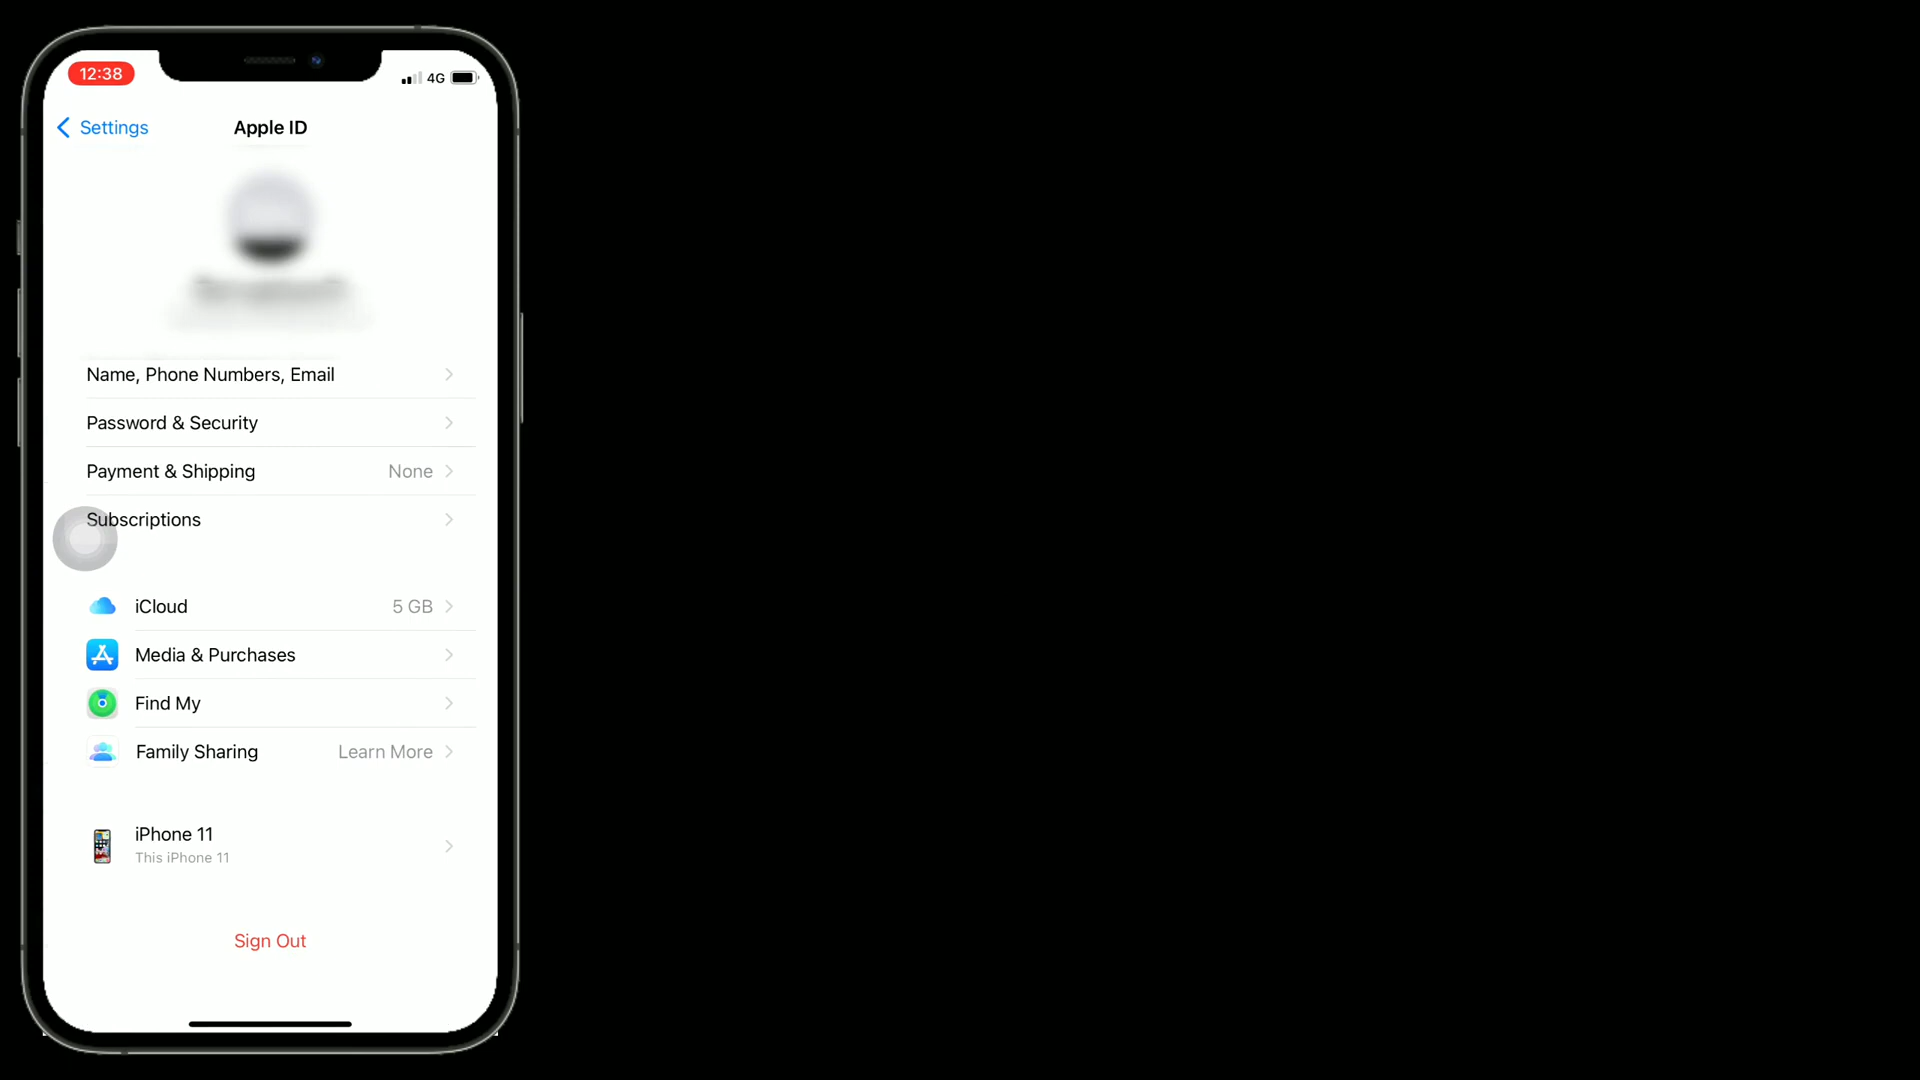 12:38
4G
Settings
Apple ID
Name, Phone Numbers, Email
Password & Security
Payment & Shipping None
Subscriptions
iCloud 5 GB
Media & Purchases
Find My
Family Sharing Learn More
iPhone 11
This iPhone 11
Sign Out